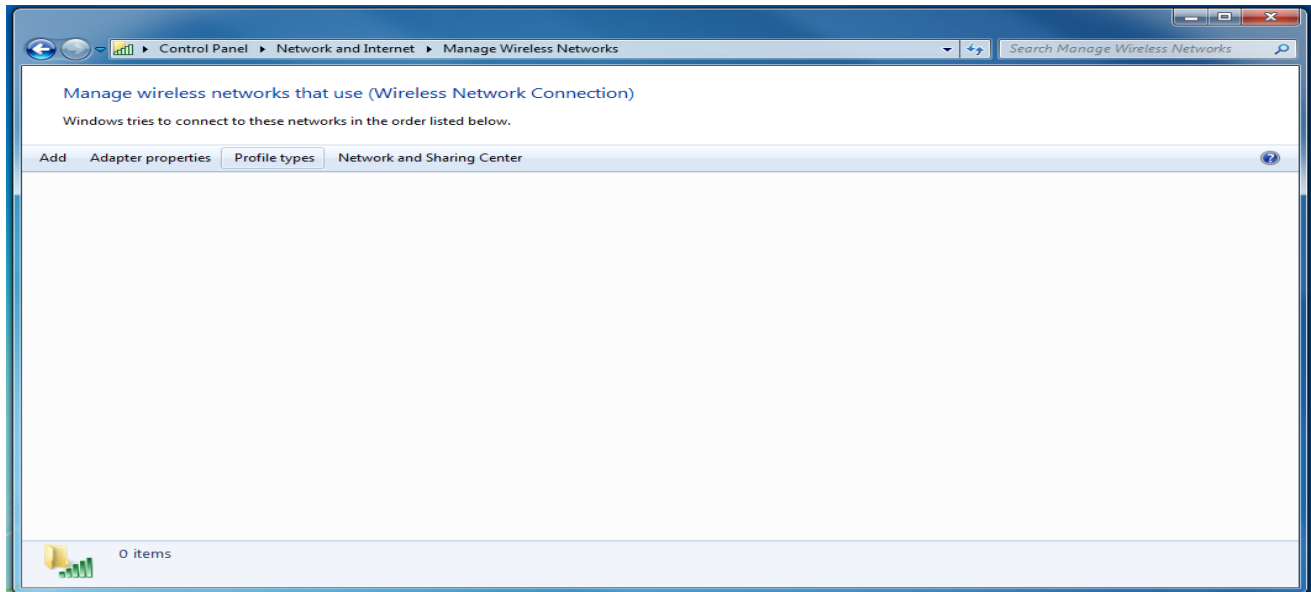 Control Panel ▸ Network and Internet ▸ Manage Wireless Networks
Search Manage Wireless Networks
Manage wireless networks that use (Wireless Network Connection)
Windows tries to connect to these networks in the order listed below.
Add Adapter properties Profile types Network and Sharing Center
0 items